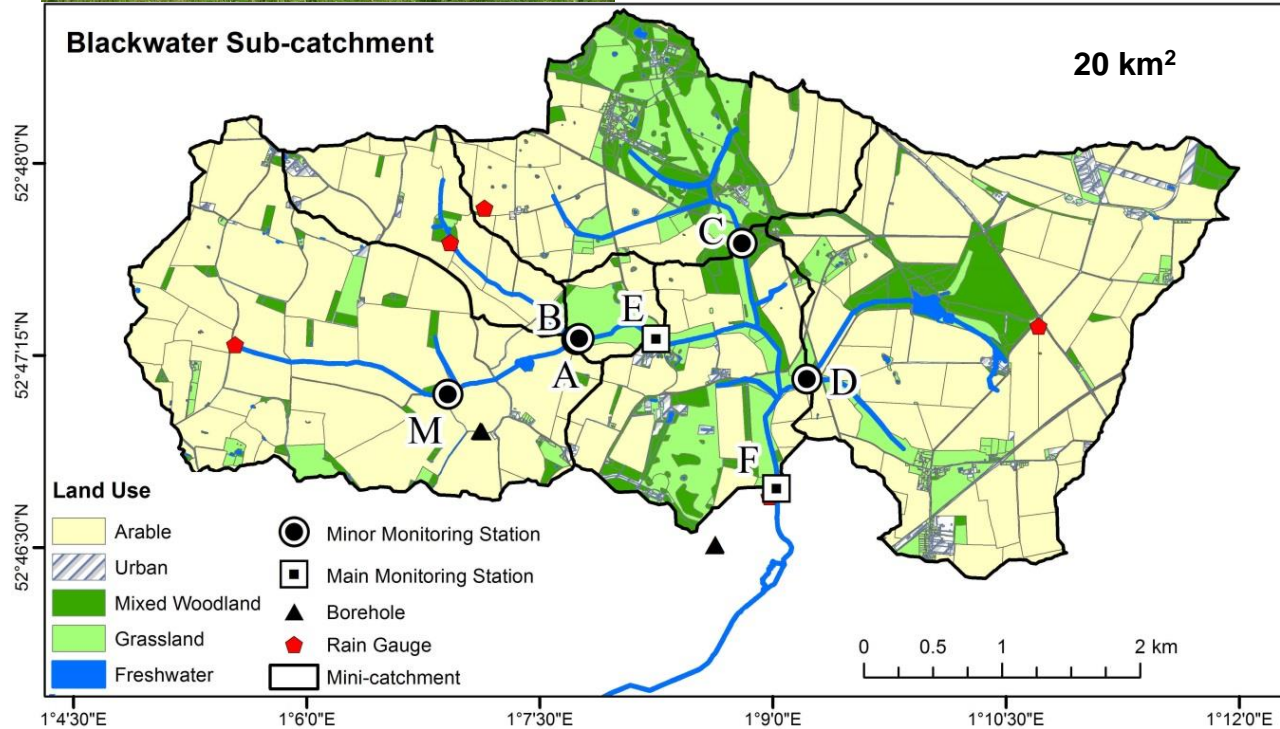 Blackwater Sub-catchment
20 km²
52°48'0"N
52°47'15"N
52°46'30"N
C
B
E
A
D
M
F
Land Use
Arable
Urban
Mixed Woodland
Grassland
Freshwater
Minor Monitoring Station
Main Monitoring Station
Borehole
Rain Gauge
Mini-catchment
0 0.5 1 2 km
1°4'30"E 1°6'0"E 1°7'30"E 1°9'0"E 1°10'30"E 1°12'0"E